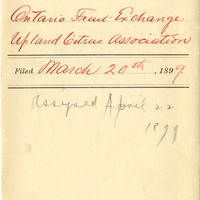 Ontario Fruit-Exchange
Upland Citrus Association
Filed March 20th, 1899.
Assigned April 22
1899